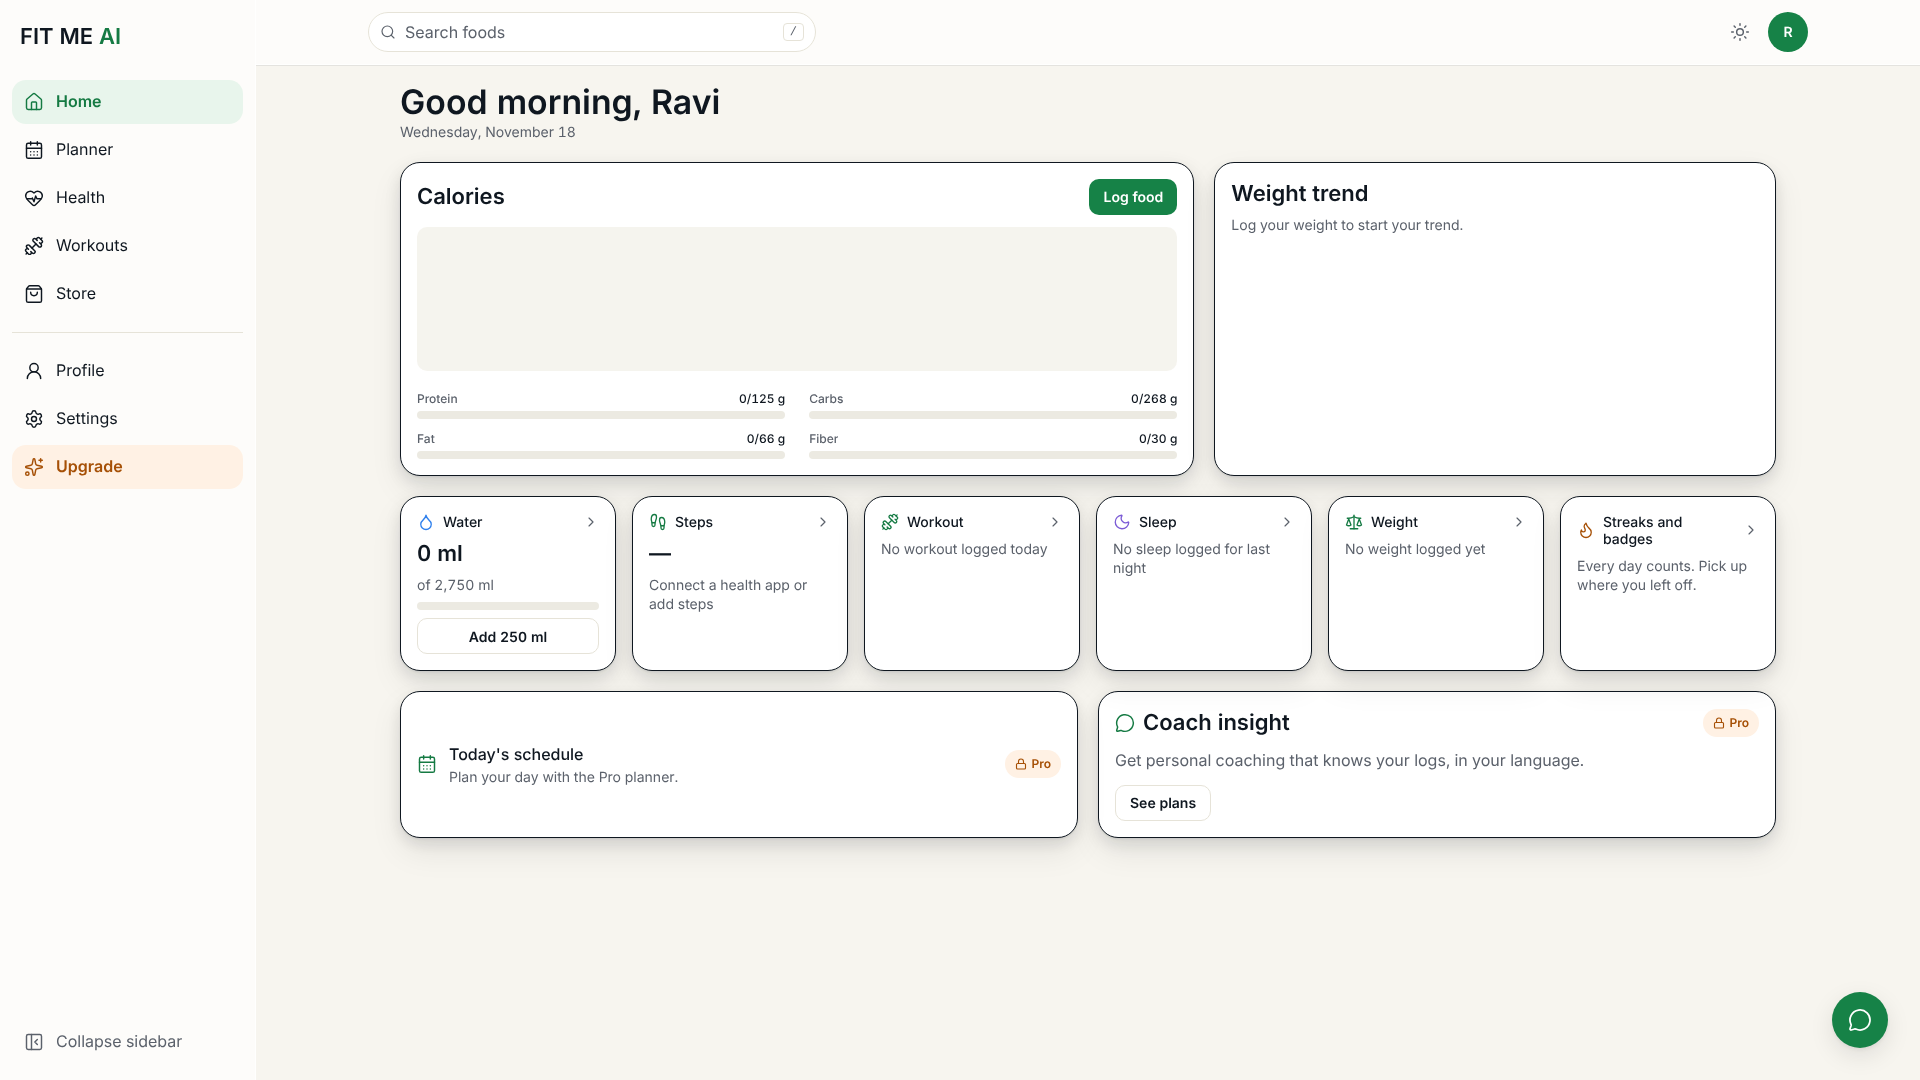 FIT ME AI
Search foods
/
R
Home
Planner
Health
Workouts
Store
Profile
Settings
Upgrade
Collapse sidebar
Good morning, Ravi
Wednesday, November 18
Calories
Log food
Protein 0/125 g
Carbs 0/268 g
Fat 0/66 g
Fiber 0/30 g
Weight trend
Log your weight to start your trend.
Water
0 ml
of 2,750 ml
Add 250 ml
Steps
—
Connect a health app or
add steps
Workout
No workout logged today
Sleep
No sleep logged for last
night
Weight
No weight logged yet
Streaks and
badges
Every day counts. Pick up
where you left off.
Today's schedule
Plan your day with the Pro planner.
Pro
Coach insight
Pro
Get personal coaching that knows your logs, in your language.
See plans